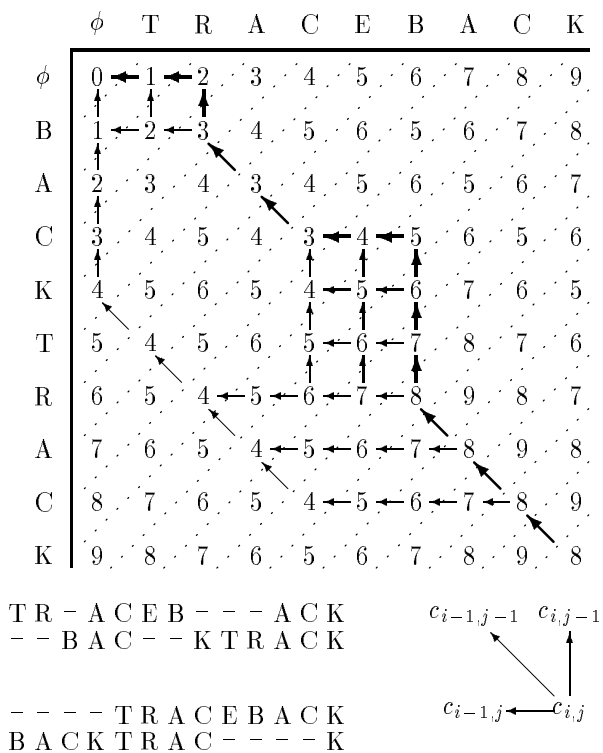 ϕ T R A C E B A C K
ϕ 0 1 2 3 4 5 6 7 8 9
B 1 2 3 4 5 6 5 6 7 8
A 2 3 4 3 4 5 6 5 6 7
C 3 4 5 4 3 4 5 6 5 6
K 4 5 6 5 4 5 6 7 6 5
T 5 4 5 6 5 6 7 8 7 6
R 6 5 4 5 6 7 8 9 8 7
A 7 6 5 4 5 6 7 8 9 8
C 8 7 6 5 4 5 6 7 8 9
K 9 8 7 6 5 6 7 8 9 8
T R - A C E B - - - A C K
- - B A C - - K T R A C K
- - - - T R A C E B A C K
B A C K T R A C - - - - K
c_{i-1,j-1} c_{i,j-1}
c_{i-1,j} c_{i,j}